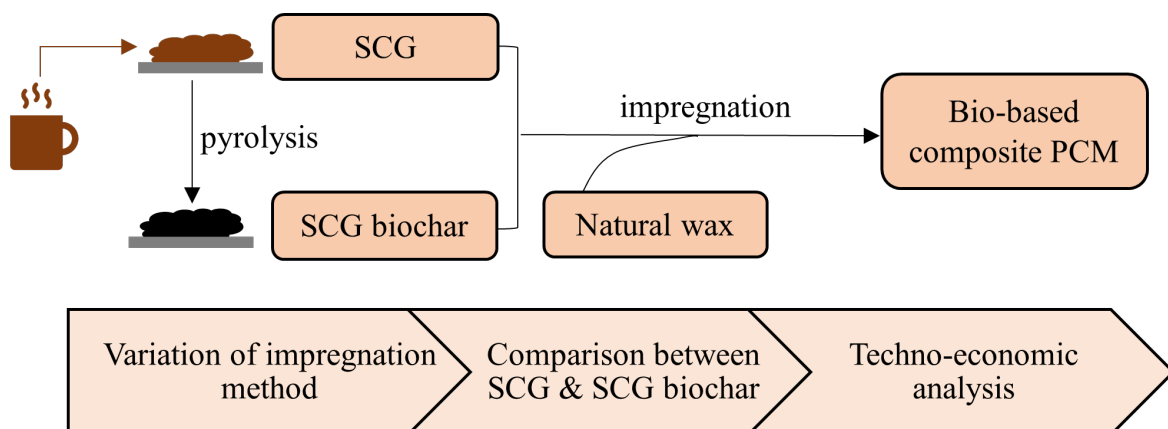 SCG
pyrolysis
SCG biochar
impregnation
Natural wax
Bio-based
composite PCM
Variation of impregnation
method
Comparison between
SCG & SCG biochar
Techno-economic
analysis